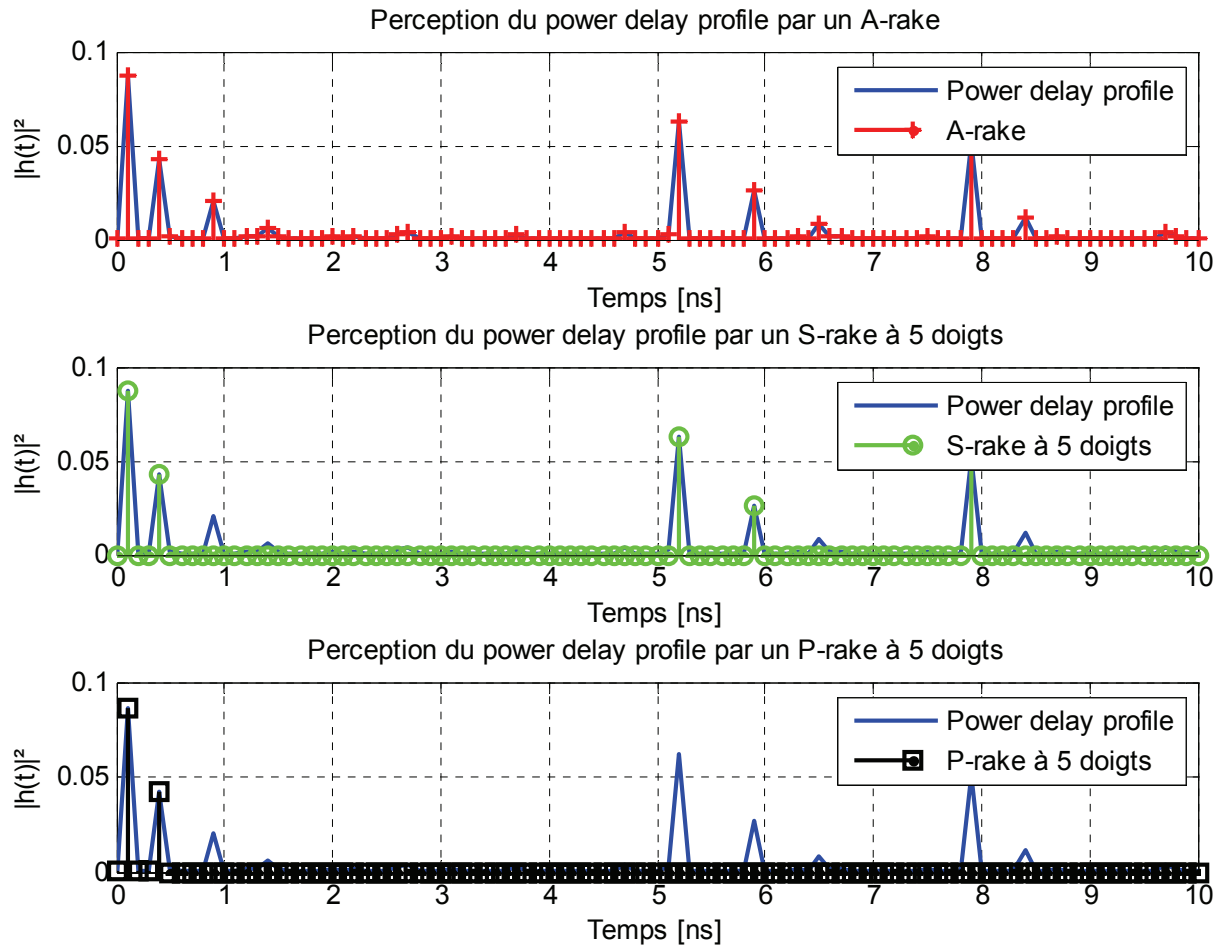 Perception du power delay profile par un A-rake
0.1
0.05
0
|h(t)|²
Power delay profile
A-rake
0 1 2 3 4 5 6 7 8 9 10
Temps [ns]
Perception du power delay profile par un S-rake à 5 doigts
0.1
0.05
0
|h(t)|²
Power delay profile
S-rake à 5 doigts
0 1 2 3 4 5 6 7 8 9 10
Temps [ns]
Perception du power delay profile par un P-rake à 5 doigts
0.1
0.05
0
|h(t)|²
Power delay profile
P-rake à 5 doigts
0 1 2 3 4 5 6 7 8 9 10
Temps [ns]